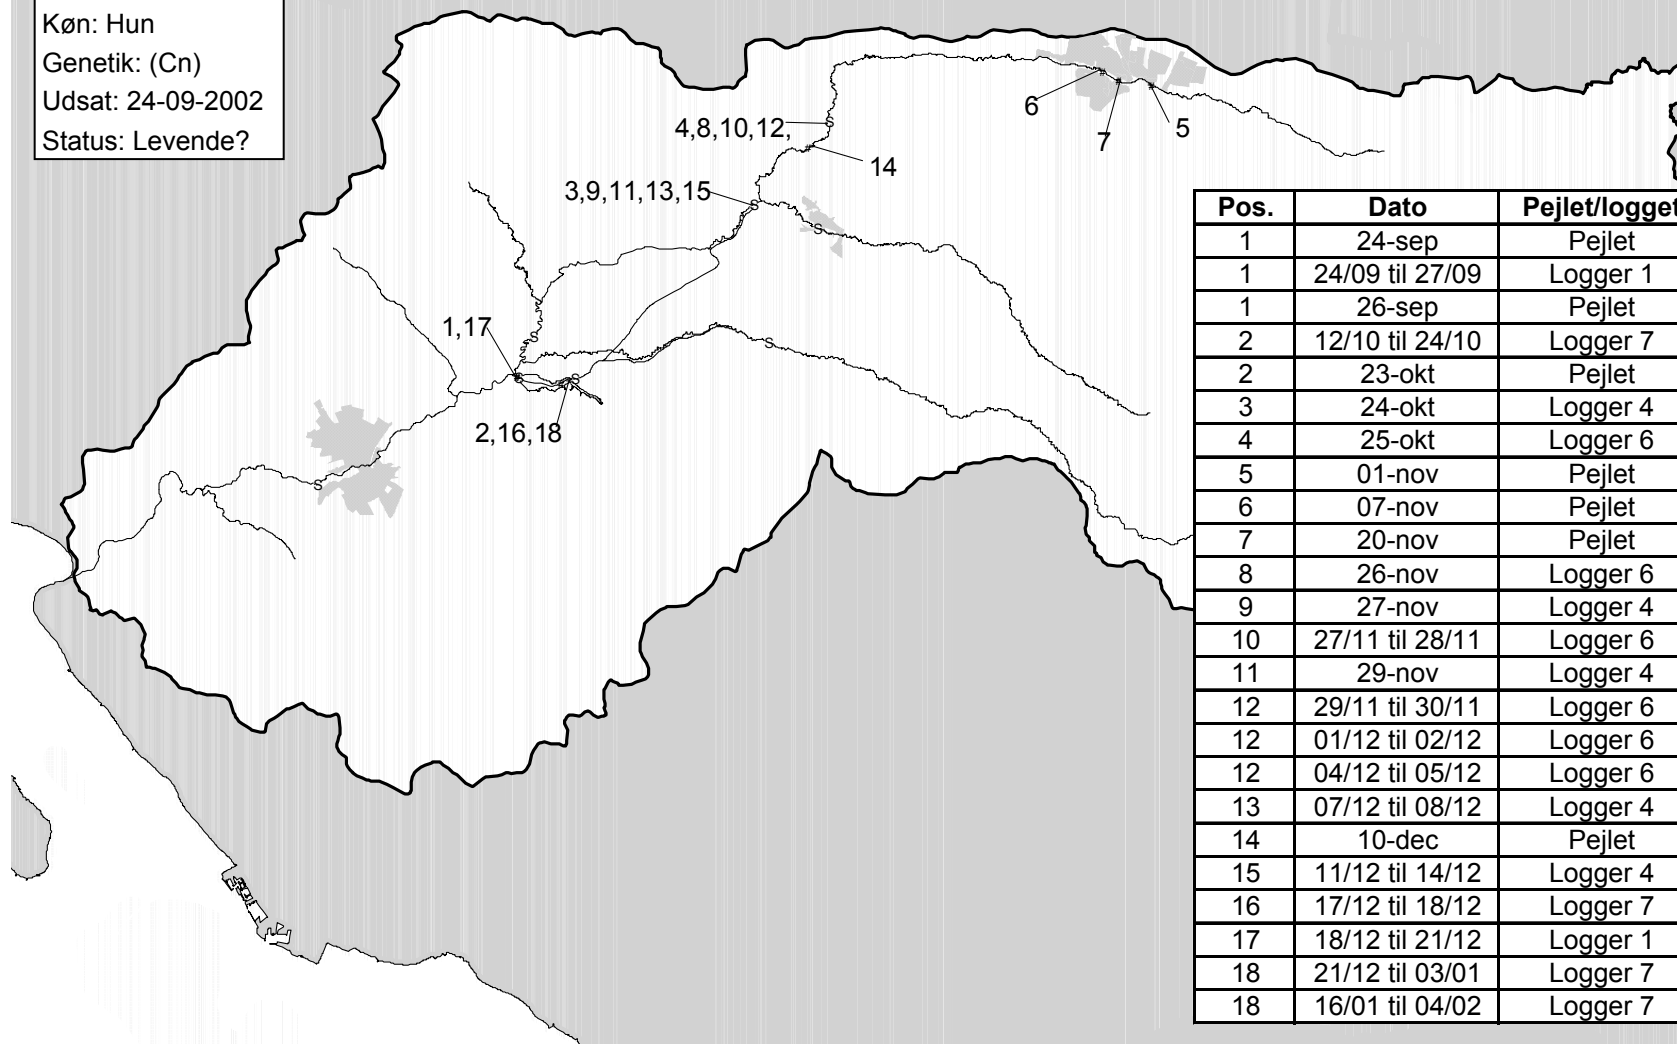 Køn: Hun
Genetik: (Cn)
Udsat: 24-09-2002
Status: Levende?
6
7
5
4,8,10,12,
14
3,9,11,13,15
1,17
2,16,18
Pos. Dato Pejlet/logget
1 24-sep Pejlet
1 24/09 til 27/09 Logger 1
1 26-sep Pejlet
2 12/10 til 24/10 Logger 7
2 23-okt Pejlet
3 24-okt Logger 4
4 25-okt Logger 6
5 01-nov Pejlet
6 07-nov Pejlet
7 20-nov Pejlet
8 26-nov Logger 6
9 27-nov Logger 4
10 27/11 til 28/11 Logger 6
11 29-nov Logger 4
12 29/11 til 30/11 Logger 6
12 01/12 til 02/12 Logger 6
12 04/12 til 05/12 Logger 6
13 07/12 til 08/12 Logger 4
14 10-dec Pejlet
15 11/12 til 14/12 Logger 4
16 17/12 til 18/12 Logger 7
17 18/12 til 21/12 Logger 1
18 21/12 til 03/01 Logger 7
18 16/01 til 04/02 Logger 7